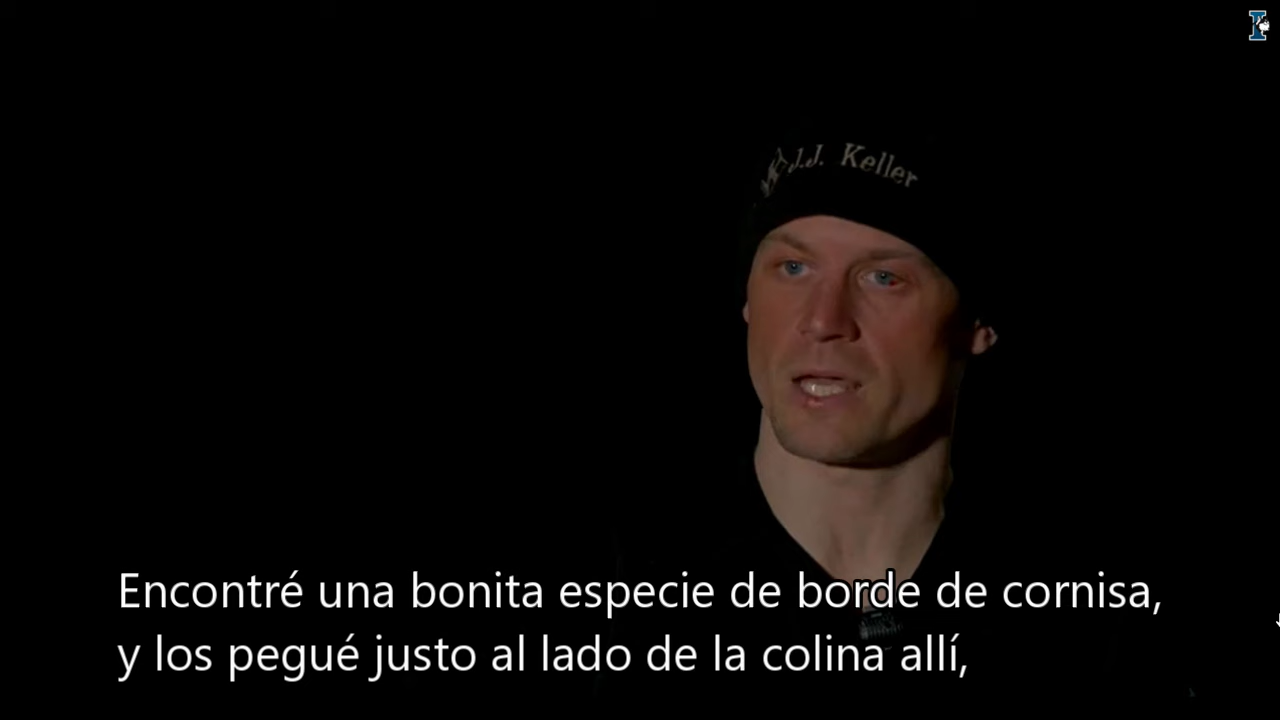 J.J. Keller
Encontré una bonita especie de borde de cornisa,
y los pegué justo al lado de la colina allí,